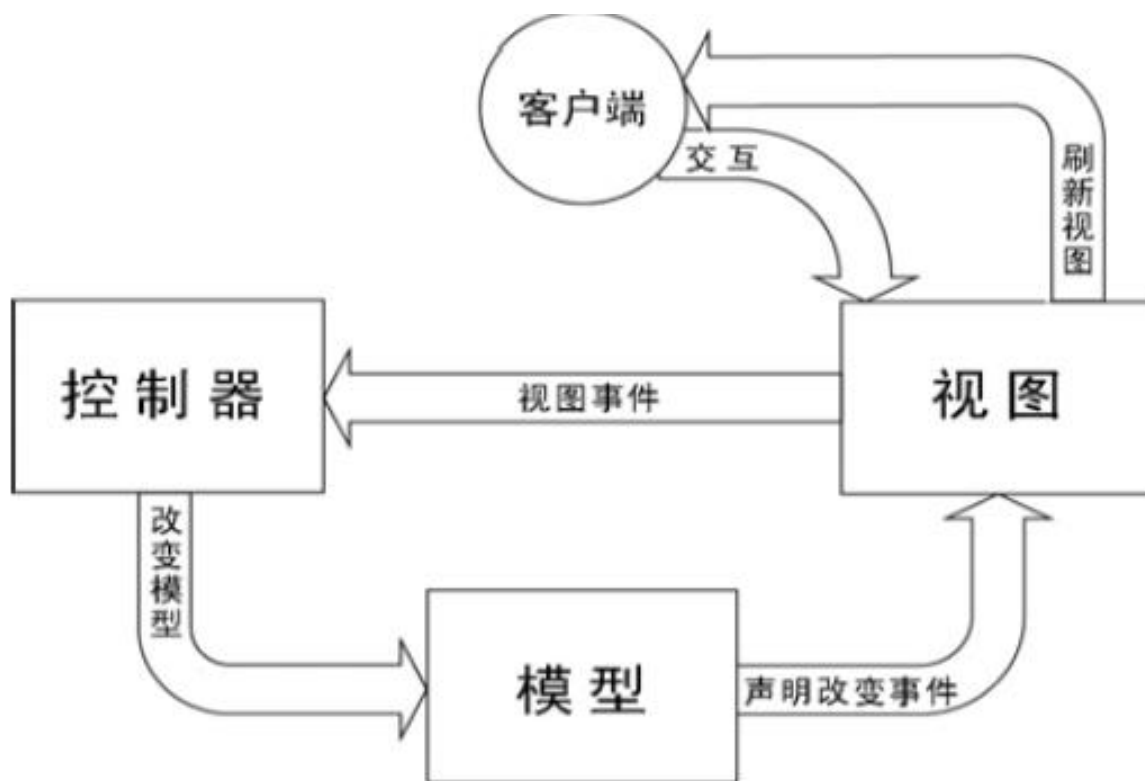 客户端
交互
刷新视图
控制器
视图事件
视图
改变模型
模型
声明改变事件